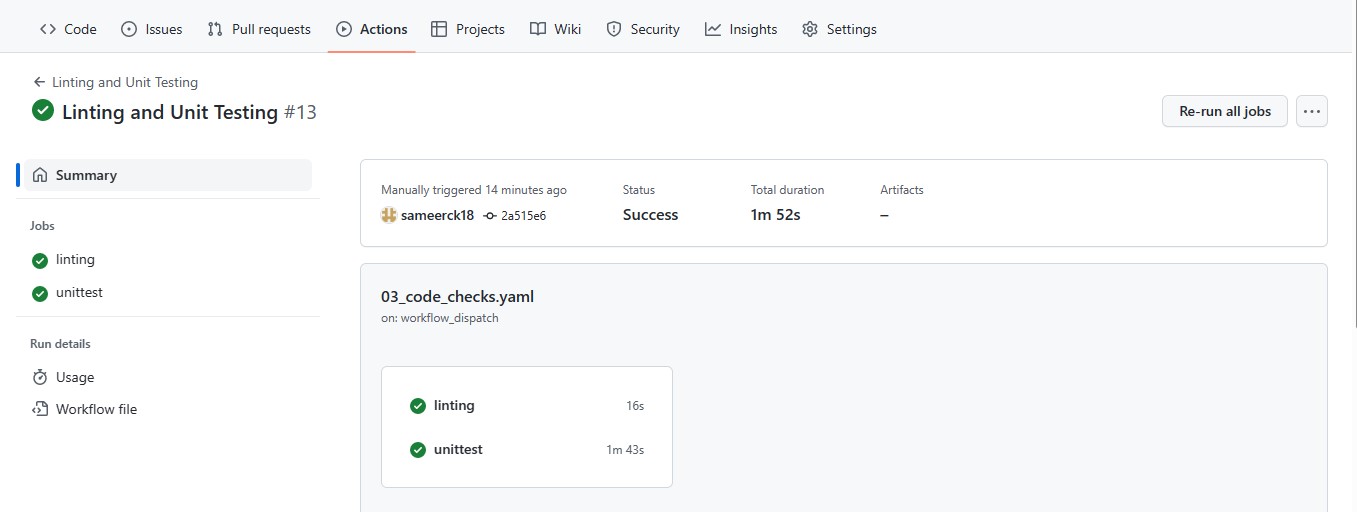 Code Issues Pull requests Actions Projects Wiki Security Insights Settings
Linting and Unit Testing
Linting and Unit Testing #13
Re-run all jobs
Summary
Jobs
linting
unittest
Run details
Usage
Workflow file
Manually triggered 14 minutes ago
sameerck18 2a515e6
Status
Success
Total duration
1m 52s
Artifacts
–
03_code_checks.yaml
on: workflow_dispatch
linting 16s
unittest 1m 43s